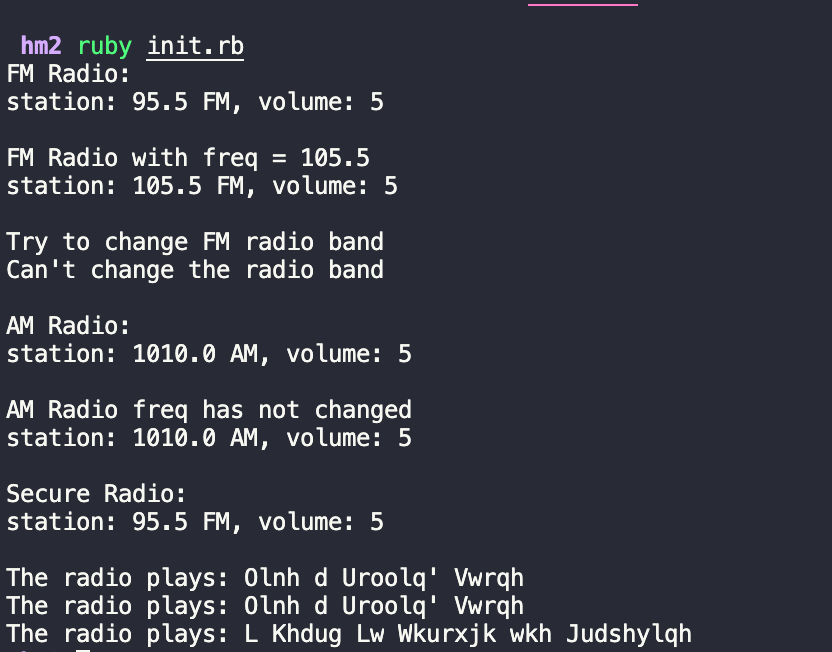 hm2 ruby init.rb
FM Radio:
station: 95.5 FM, volume: 5
FM Radio with freq = 105.5
station: 105.5 FM, volume: 5
Try to change FM radio band
Can't change the radio band
AM Radio:
station: 1010.0 AM, volume: 5
AM Radio freq has not changed
station: 1010.0 AM, volume: 5
Secure Radio:
station: 95.5 FM, volume: 5
The radio plays: Olnh d Uroolq' Vwrqh
The radio plays: Olnh d Uroolq' Vwrqh
The radio plays: L Khdug Lw Wkurxjk wkh Judshylqh